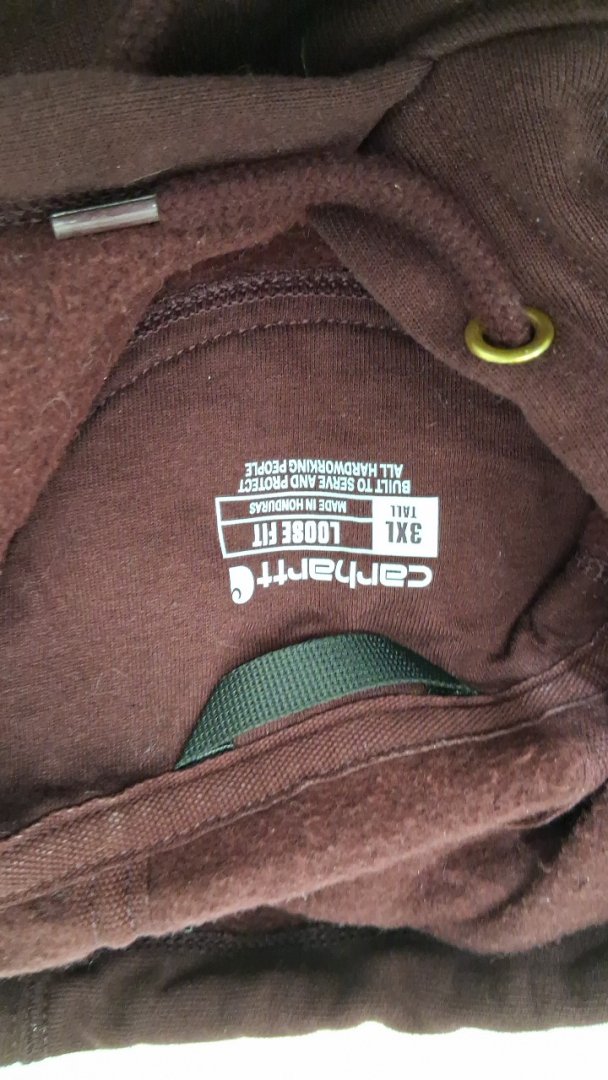 carhartt
3XL LOOSE FIT
TALL MADE IN HONDURAS
BUILT TO SERVE AND PROTECT
ALL HARDWORKING PEOPLE